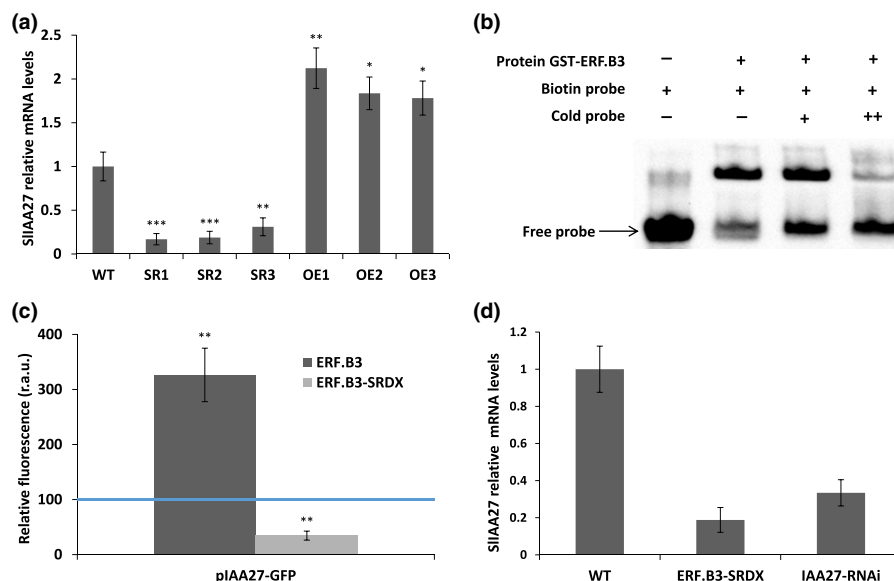 (a)
SlIAA27 relative mRNA levels
2.5
2
1.5
1
0.5
0
***
***
**
**
*
*
WT SR1 SR2 SR3 OE1 OE2 OE3
(b)
Protein GST-ERF.B3 – + + +
Biotin probe + + + +
Cold probe – – + ++
Free probe
(c)
Relative fluorescence (r.a.u.)
400
300
200
100
0
**
**
ERF.B3
ERF.B3-SRDX
pIAA27-GFP
(d)
SlIAA27 relative mRNA levels
1.2
1
0.8
0.6
0.4
0.2
0
WT ERF.B3-SRDX IAA27-RNAi